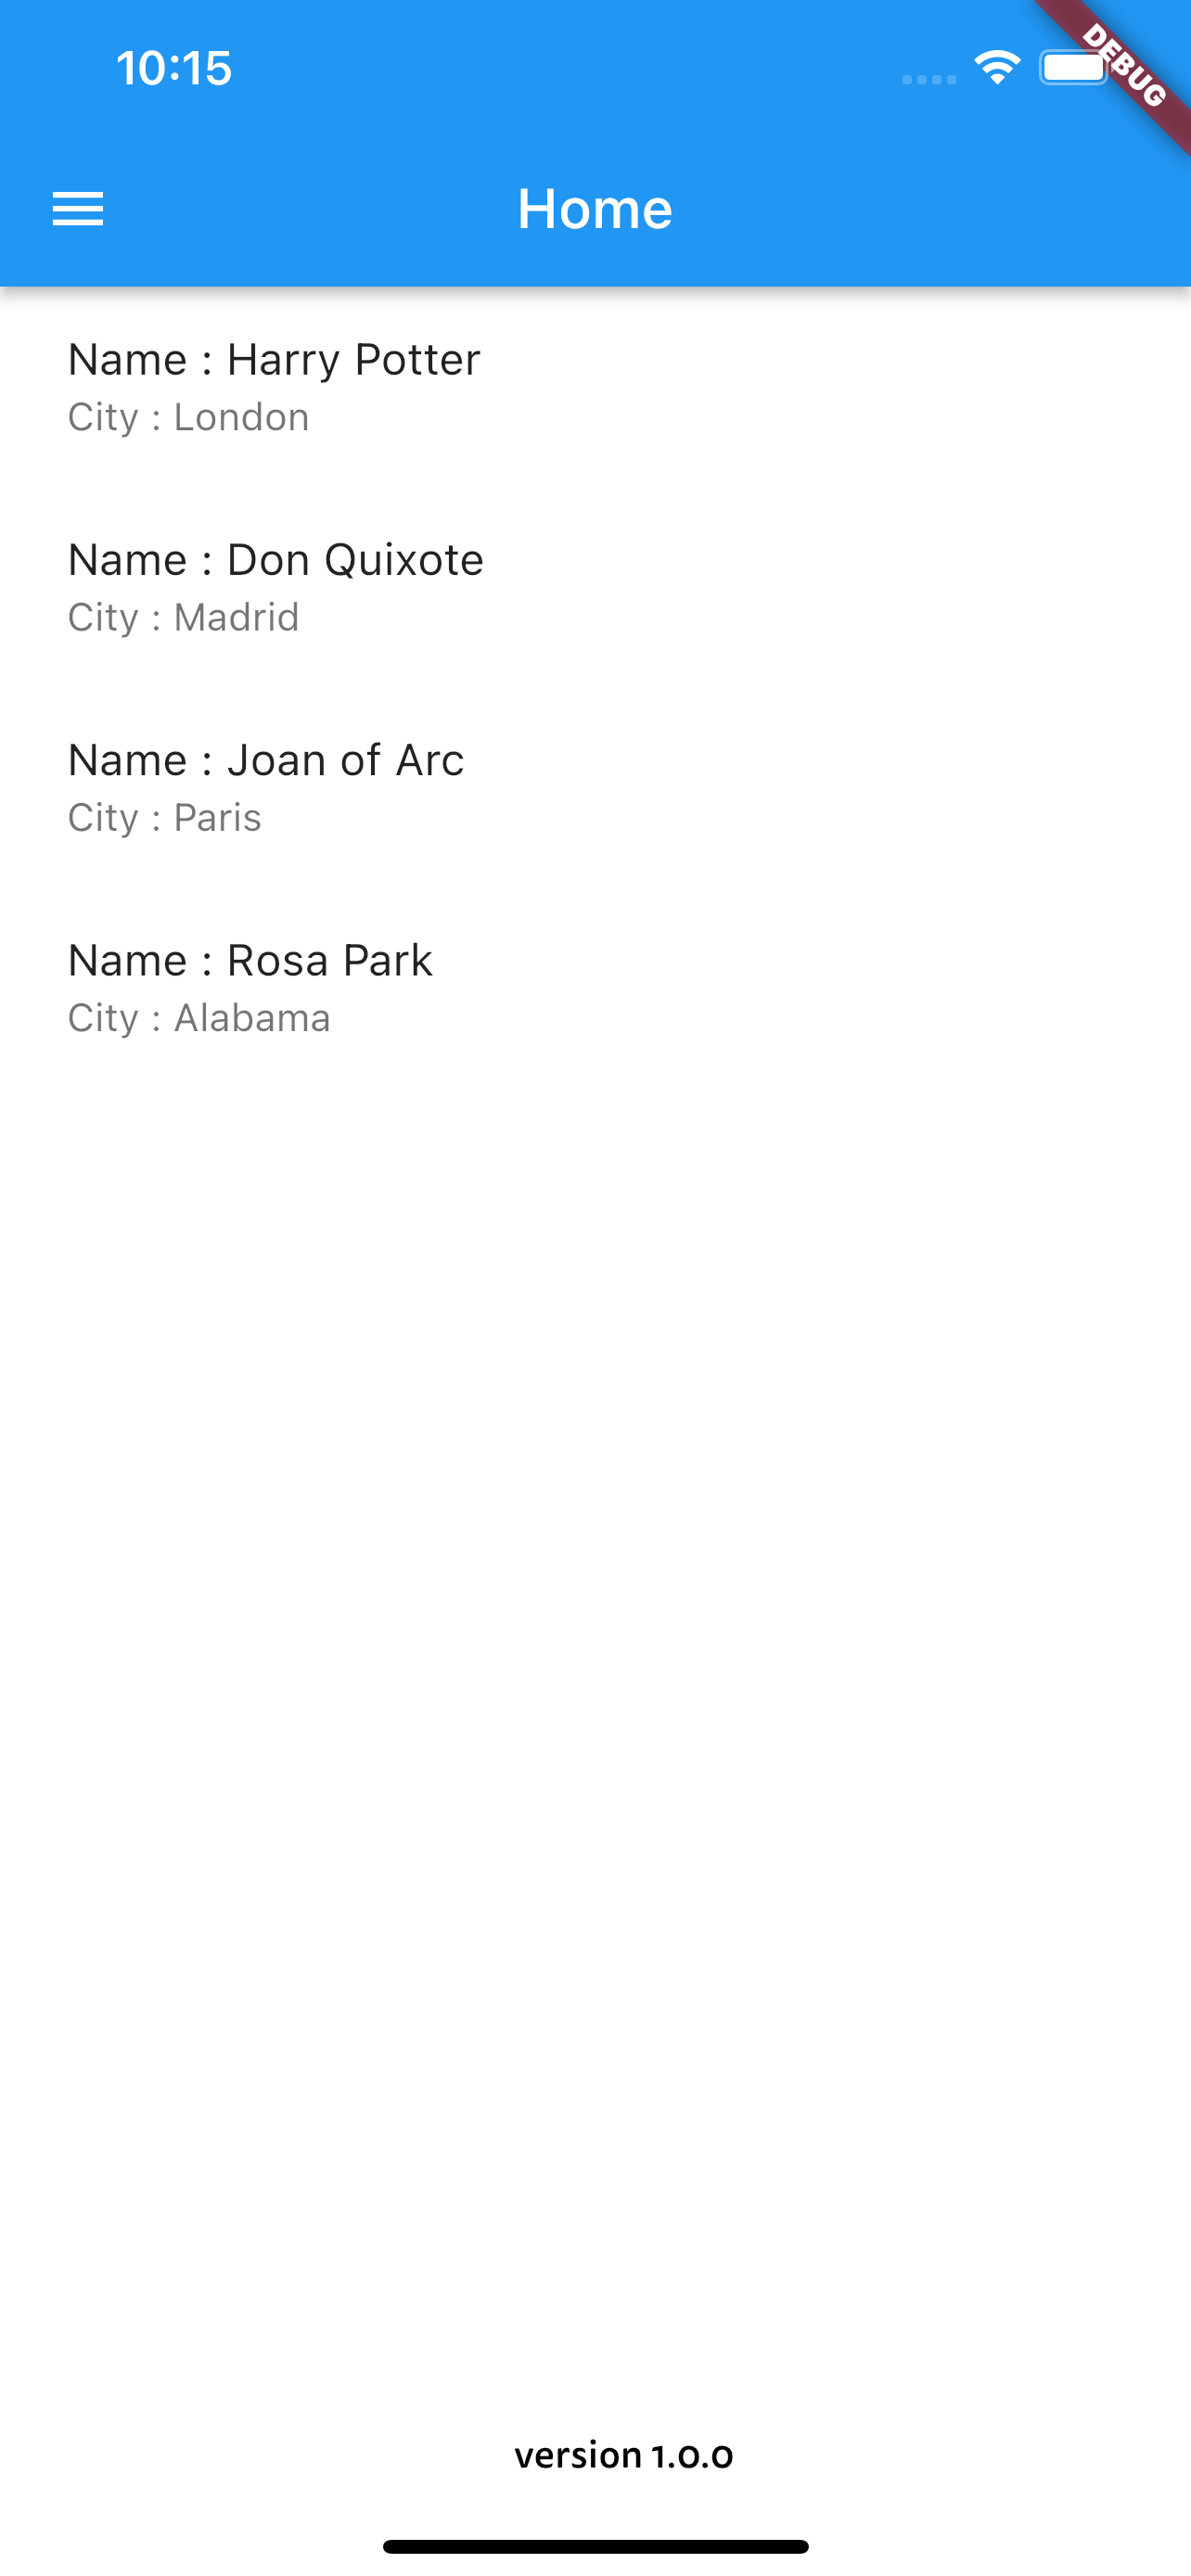 10:15
DEBUG
Home
Name : Harry Potter
City : London
Name : Don Quixote
City : Madrid
Name : Joan of Arc
City : Paris
Name : Rosa Park
City : Alabama
version 1.0.0